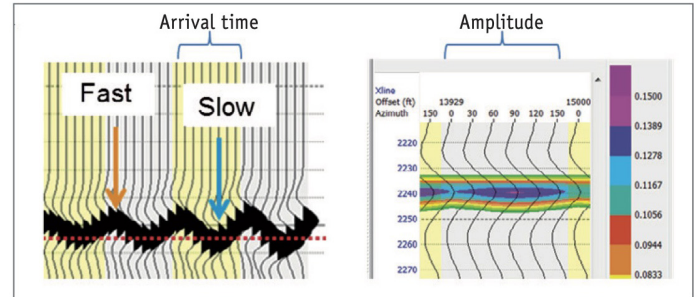 Arrival time
Amplitude
Fast
Slow
Xline
Offset (ft) 13929 15000
Azimuth 150 0 30 60 90 120 150 0
2220
2230
2240
2250
2260
2270
0.1500
0.1389
0.1278
0.1167
0.1056
0.0944
0.0833